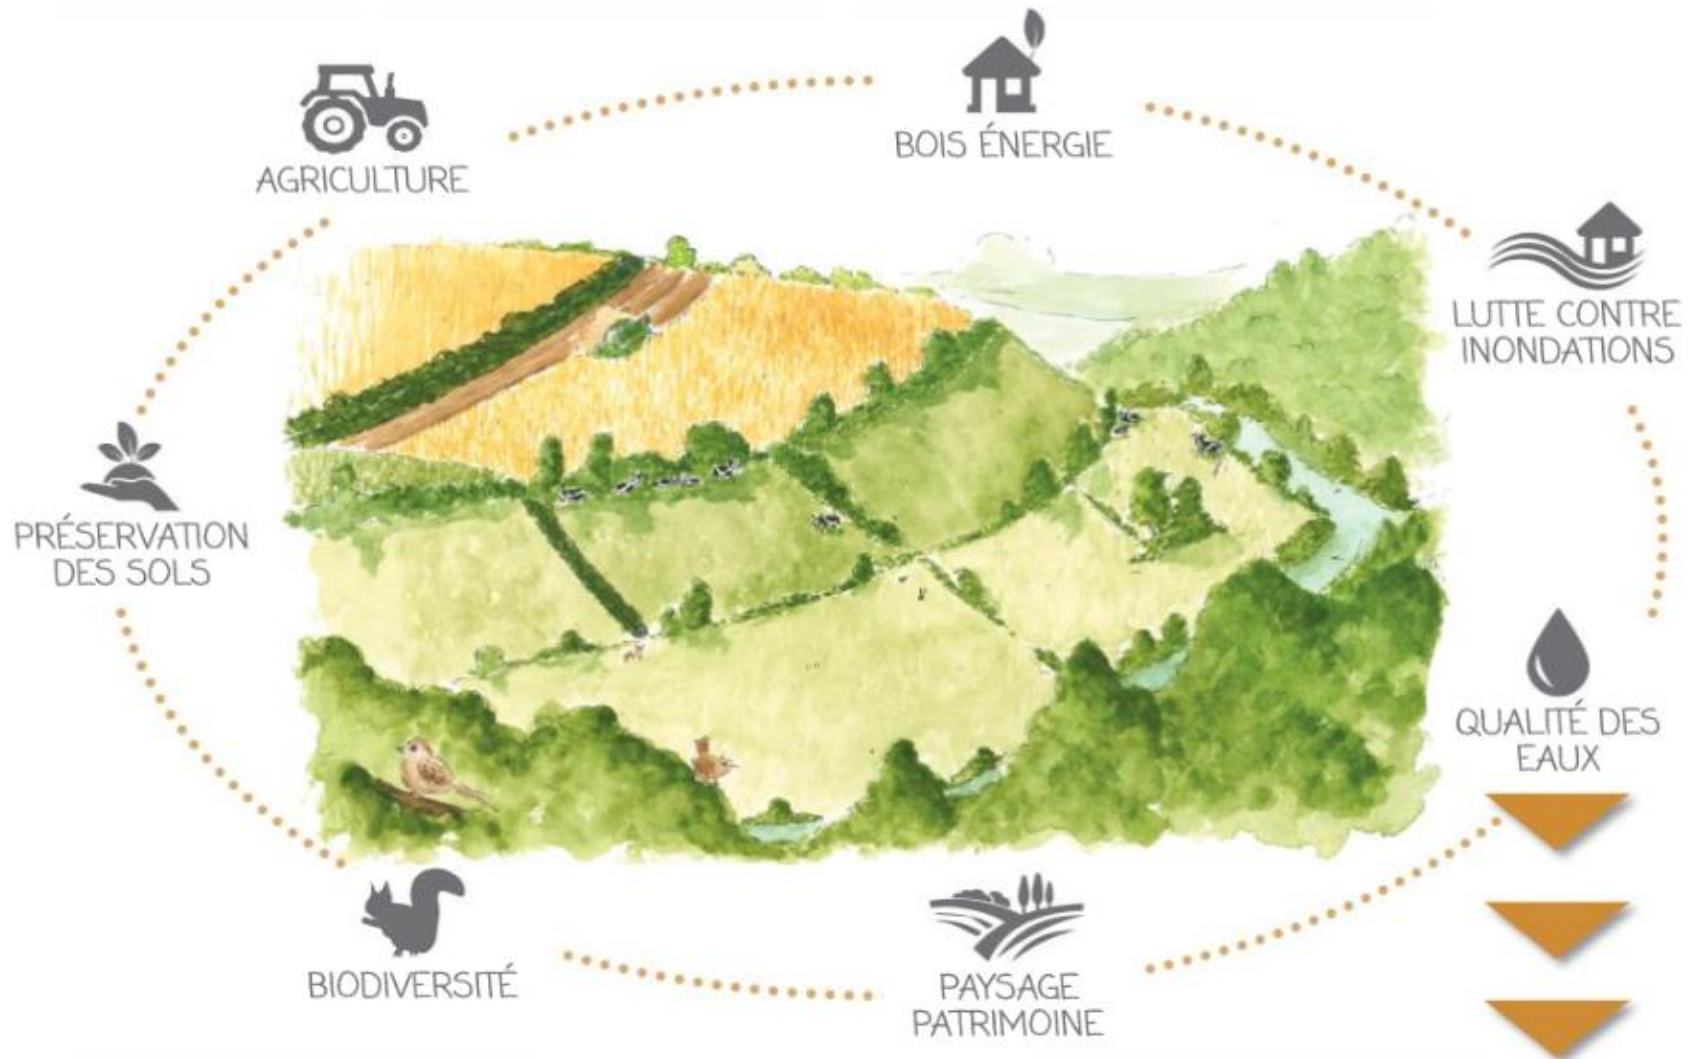 BOIS ÉNERGIE
AGRICULTURE
LUTTE CONTRE
INONDATIONS
PRÉSERVATION
DES SOLS
QUALITÉ DES
EAUX
BIODIVERSITÉ
PAYSAGE
PATRIMOINE